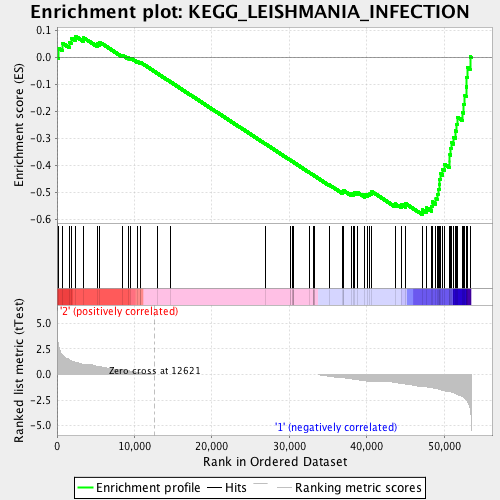 Enrichment plot: KEGG_LEISHMANIA_INFECTION
Enrichment score (ES)
0.1
0.0
-0.1
-0.2
-0.3
-0.4
-0.5
-0.6
'2' (positively correlated)
Ranked list metric (tTest)
5.0
2.5
0.0
-2.5
-5.0
Zero cross at 12621
'1' (negatively correlated)
0
10,000
20,000
30,000
40,000
50,000
Rank in Ordered Dataset
Enrichment profile
Hits
Ranking metric scores